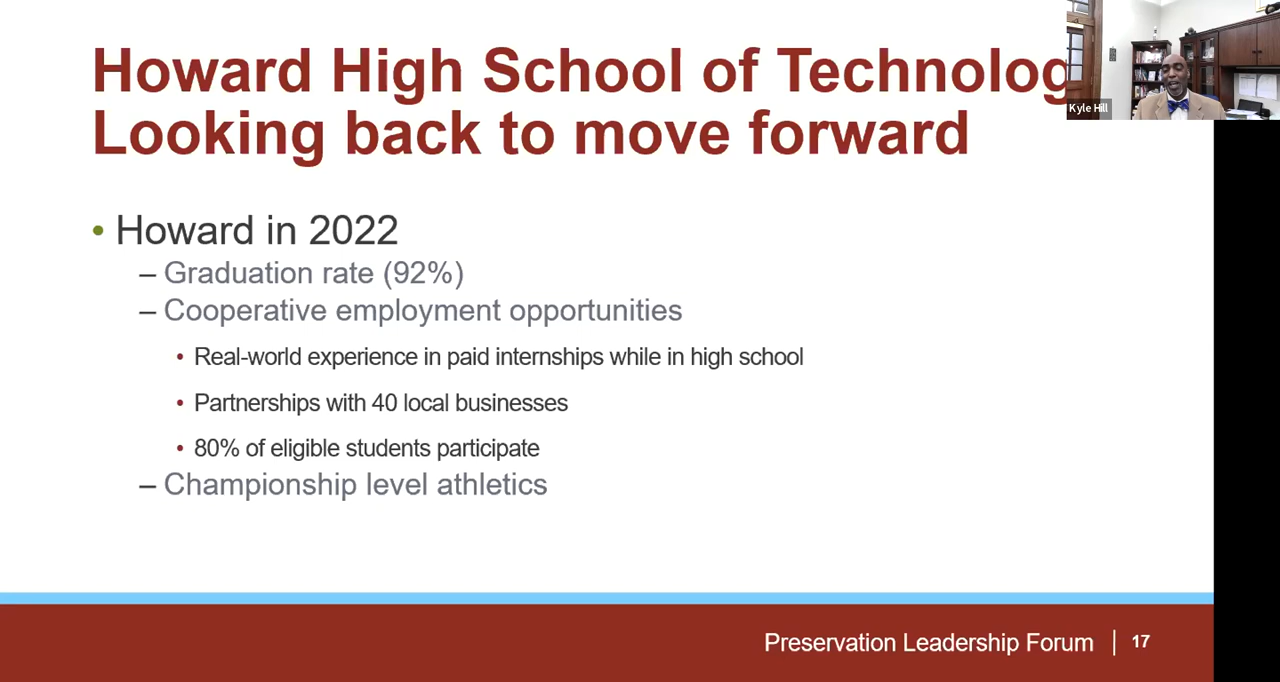 Howard High School of Technolog
Looking back to move forward
Kyle Hill
• Howard in 2022
– Graduation rate (92%)
– Cooperative employment opportunities
• Real-world experience in paid internships while in high school
• Partnerships with 40 local businesses
• 80% of eligible students participate
– Championship level athletics
Preservation Leadership Forum | 17